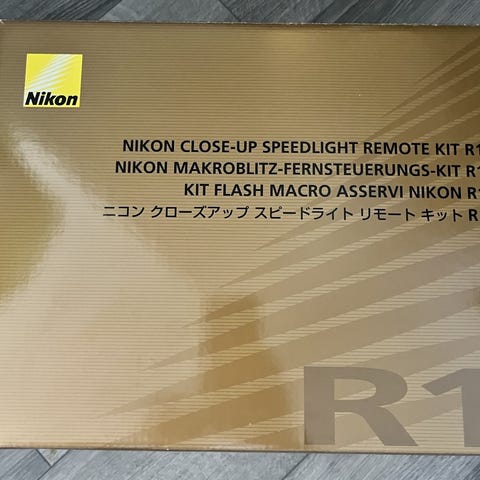 Nikon
NIKON CLOSE-UP SPEEDLIGHT REMOTE KIT R1
NIKON MAKROBLITZ-FERNSTEUERUNGS-KIT R1
KIT FLASH MACRO ASSERVI NIKON R1
ニコン クローズアップ スピードライト リモート キット R
R1